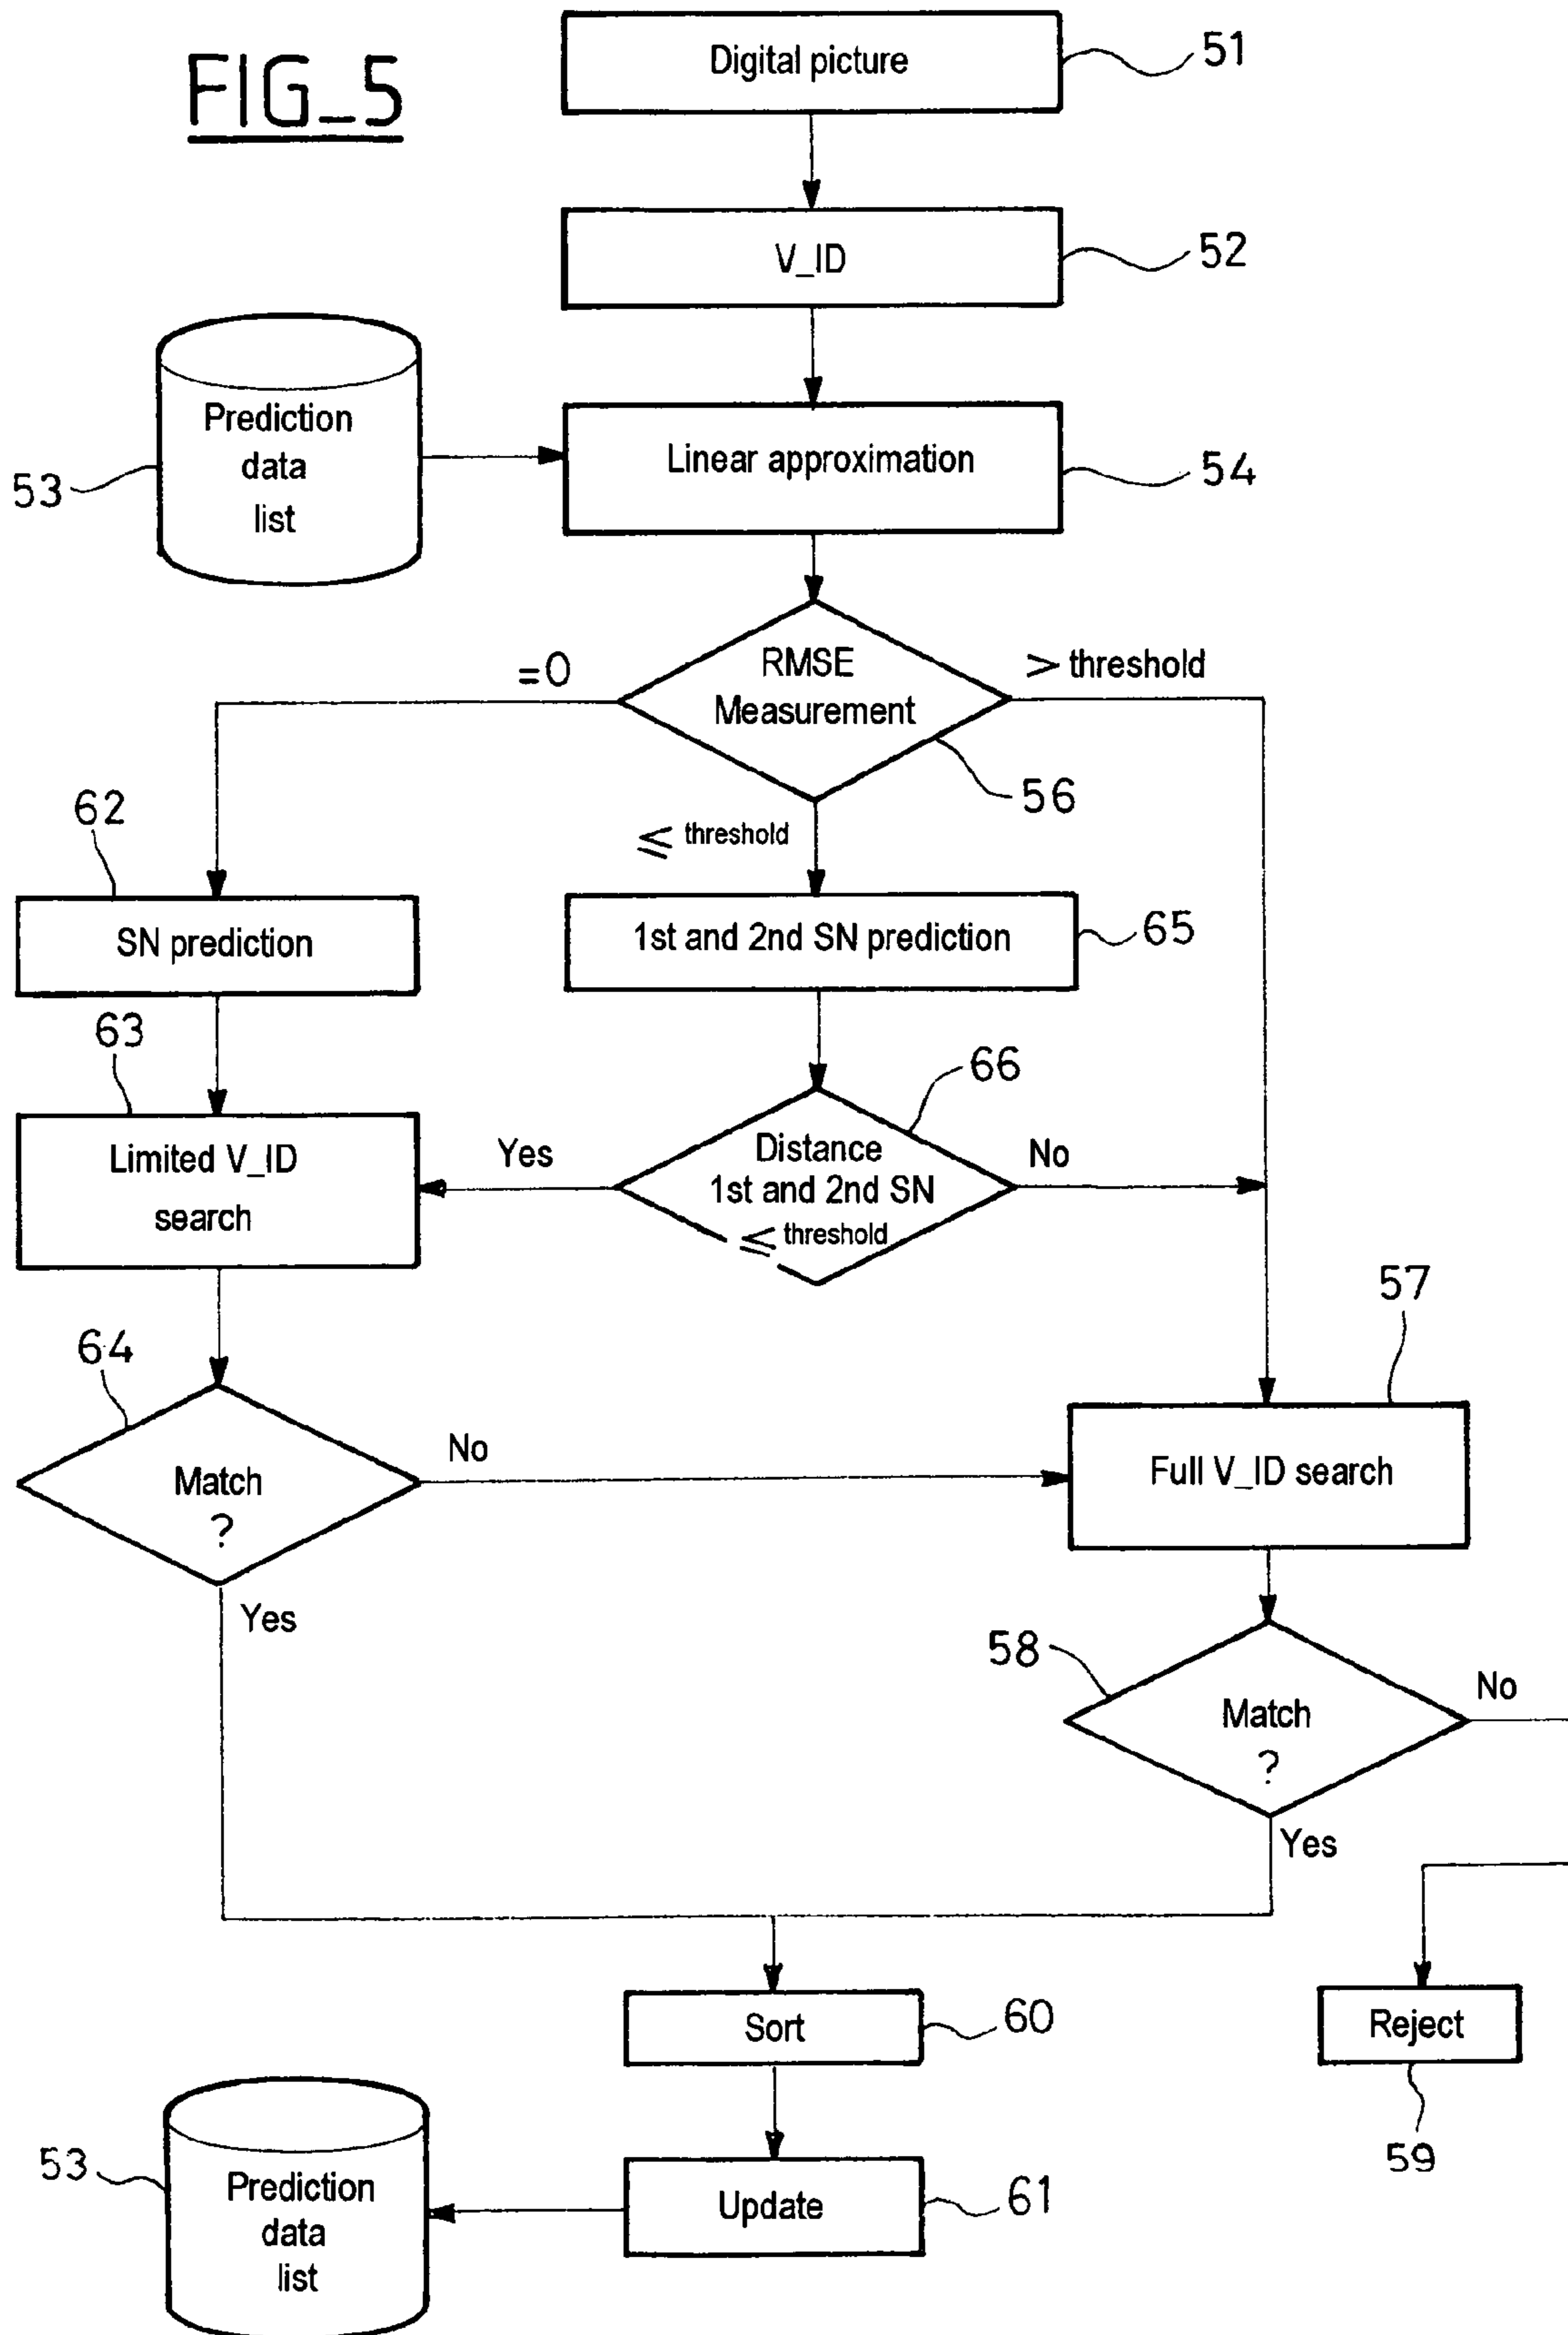 FIG_5
Digital picture
51
V_ID
52
Prediction
data
list
53
Linear approximation
54
=0
RMSE
Measurement
> threshold
56
≤ threshold
62
SN prediction
1st and 2nd SN prediction
65
63
Limited V_ID
search
66
Yes
Distance
1st and 2nd SN
≤ threshold
No
57
64
Match
?
No
Full V_ID search
Yes
58
Match
?
No
Yes
Sort
60
Reject
59
53
Prediction
data
list
Update
61